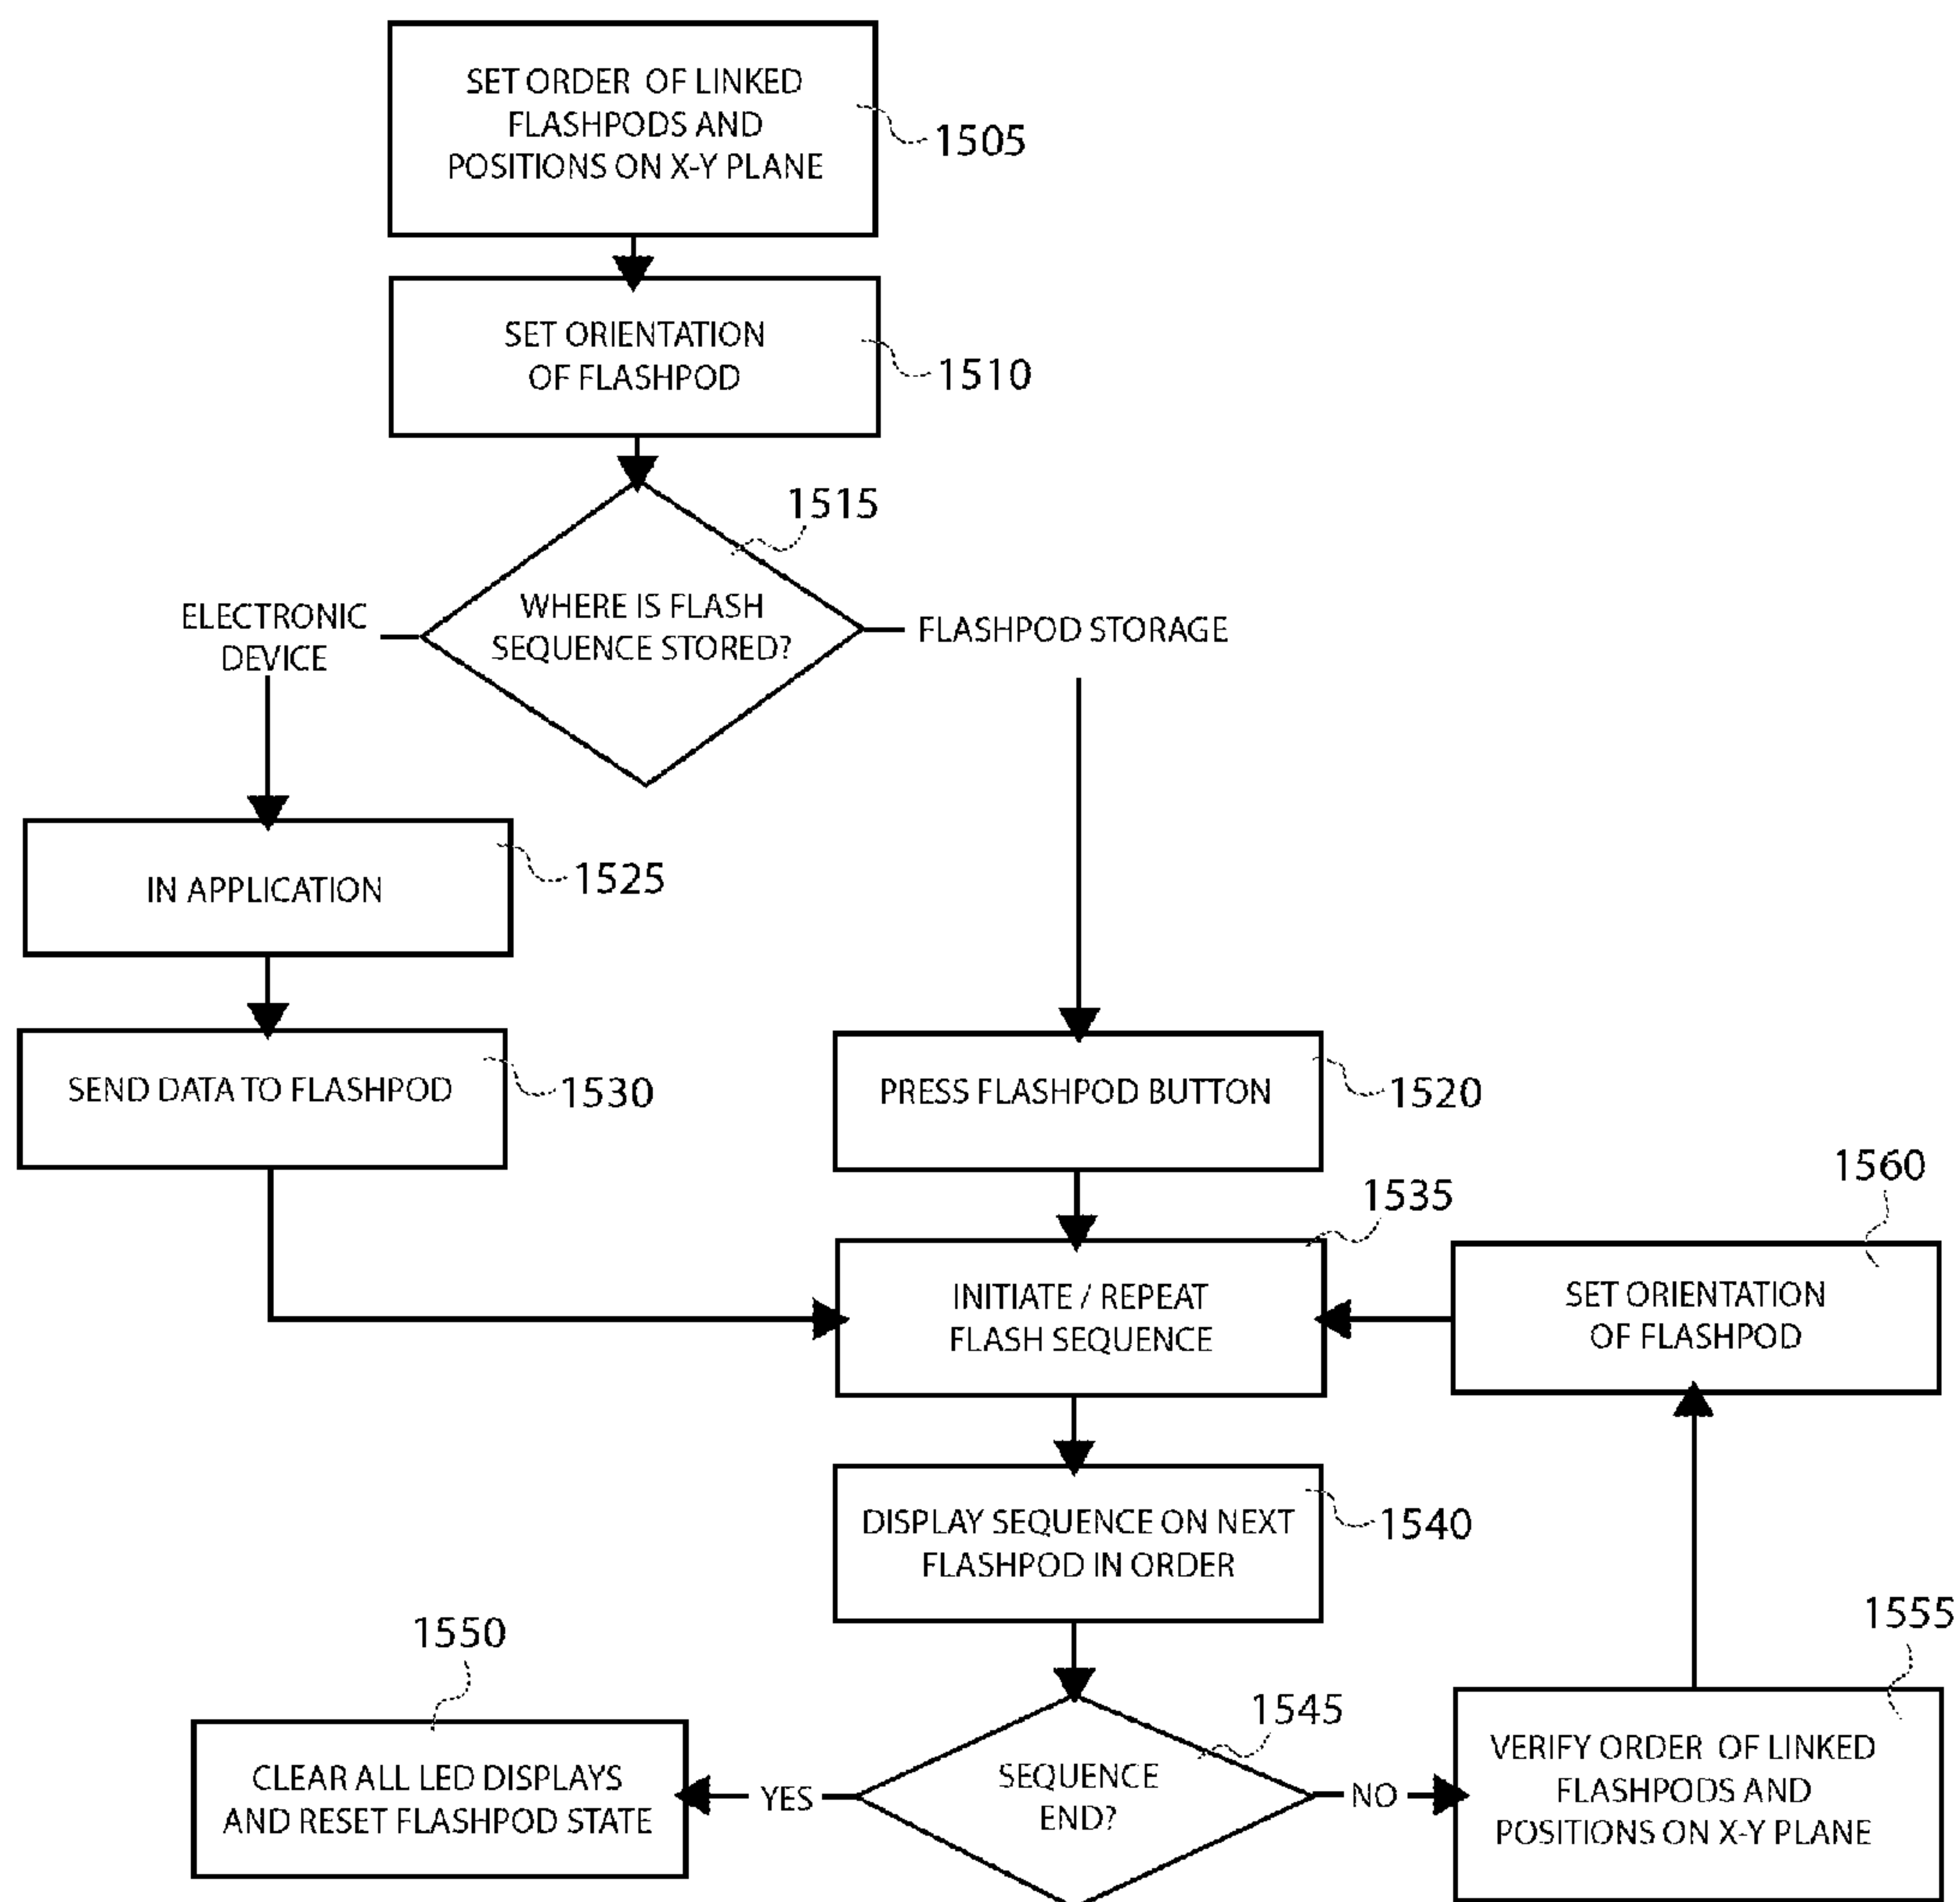 SET ORDER OF LINKED
FLASHPODS AND
POSITIONS ON X-Y PLANE
1505
SET ORIENTATION
OF FLASHPOD
1510
1515
WHERE IS FLASH
SEQUENCE STORED?
ELECTRONIC
DEVICE
FLASHPOD STORAGE
IN APPLICATION
1525
SEND DATA TO FLASHPOD
1530
PRESS FLASHPOD BUTTON
1520
1535
INITIATE / REPEAT
FLASH SEQUENCE
1560
SET ORIENTATION
OF FLASHPOD
DISPLAY SEQUENCE ON NEXT
FLASHPOD IN ORDER
1540
1545
SEQUENCE
END?
YES
NO
1550
CLEAR ALL LED DISPLAYS
AND RESET FLASHPOD STATE
1555
VERIFY ORDER OF LINKED
FLASHPODS AND
POSITIONS ON X-Y PLANE